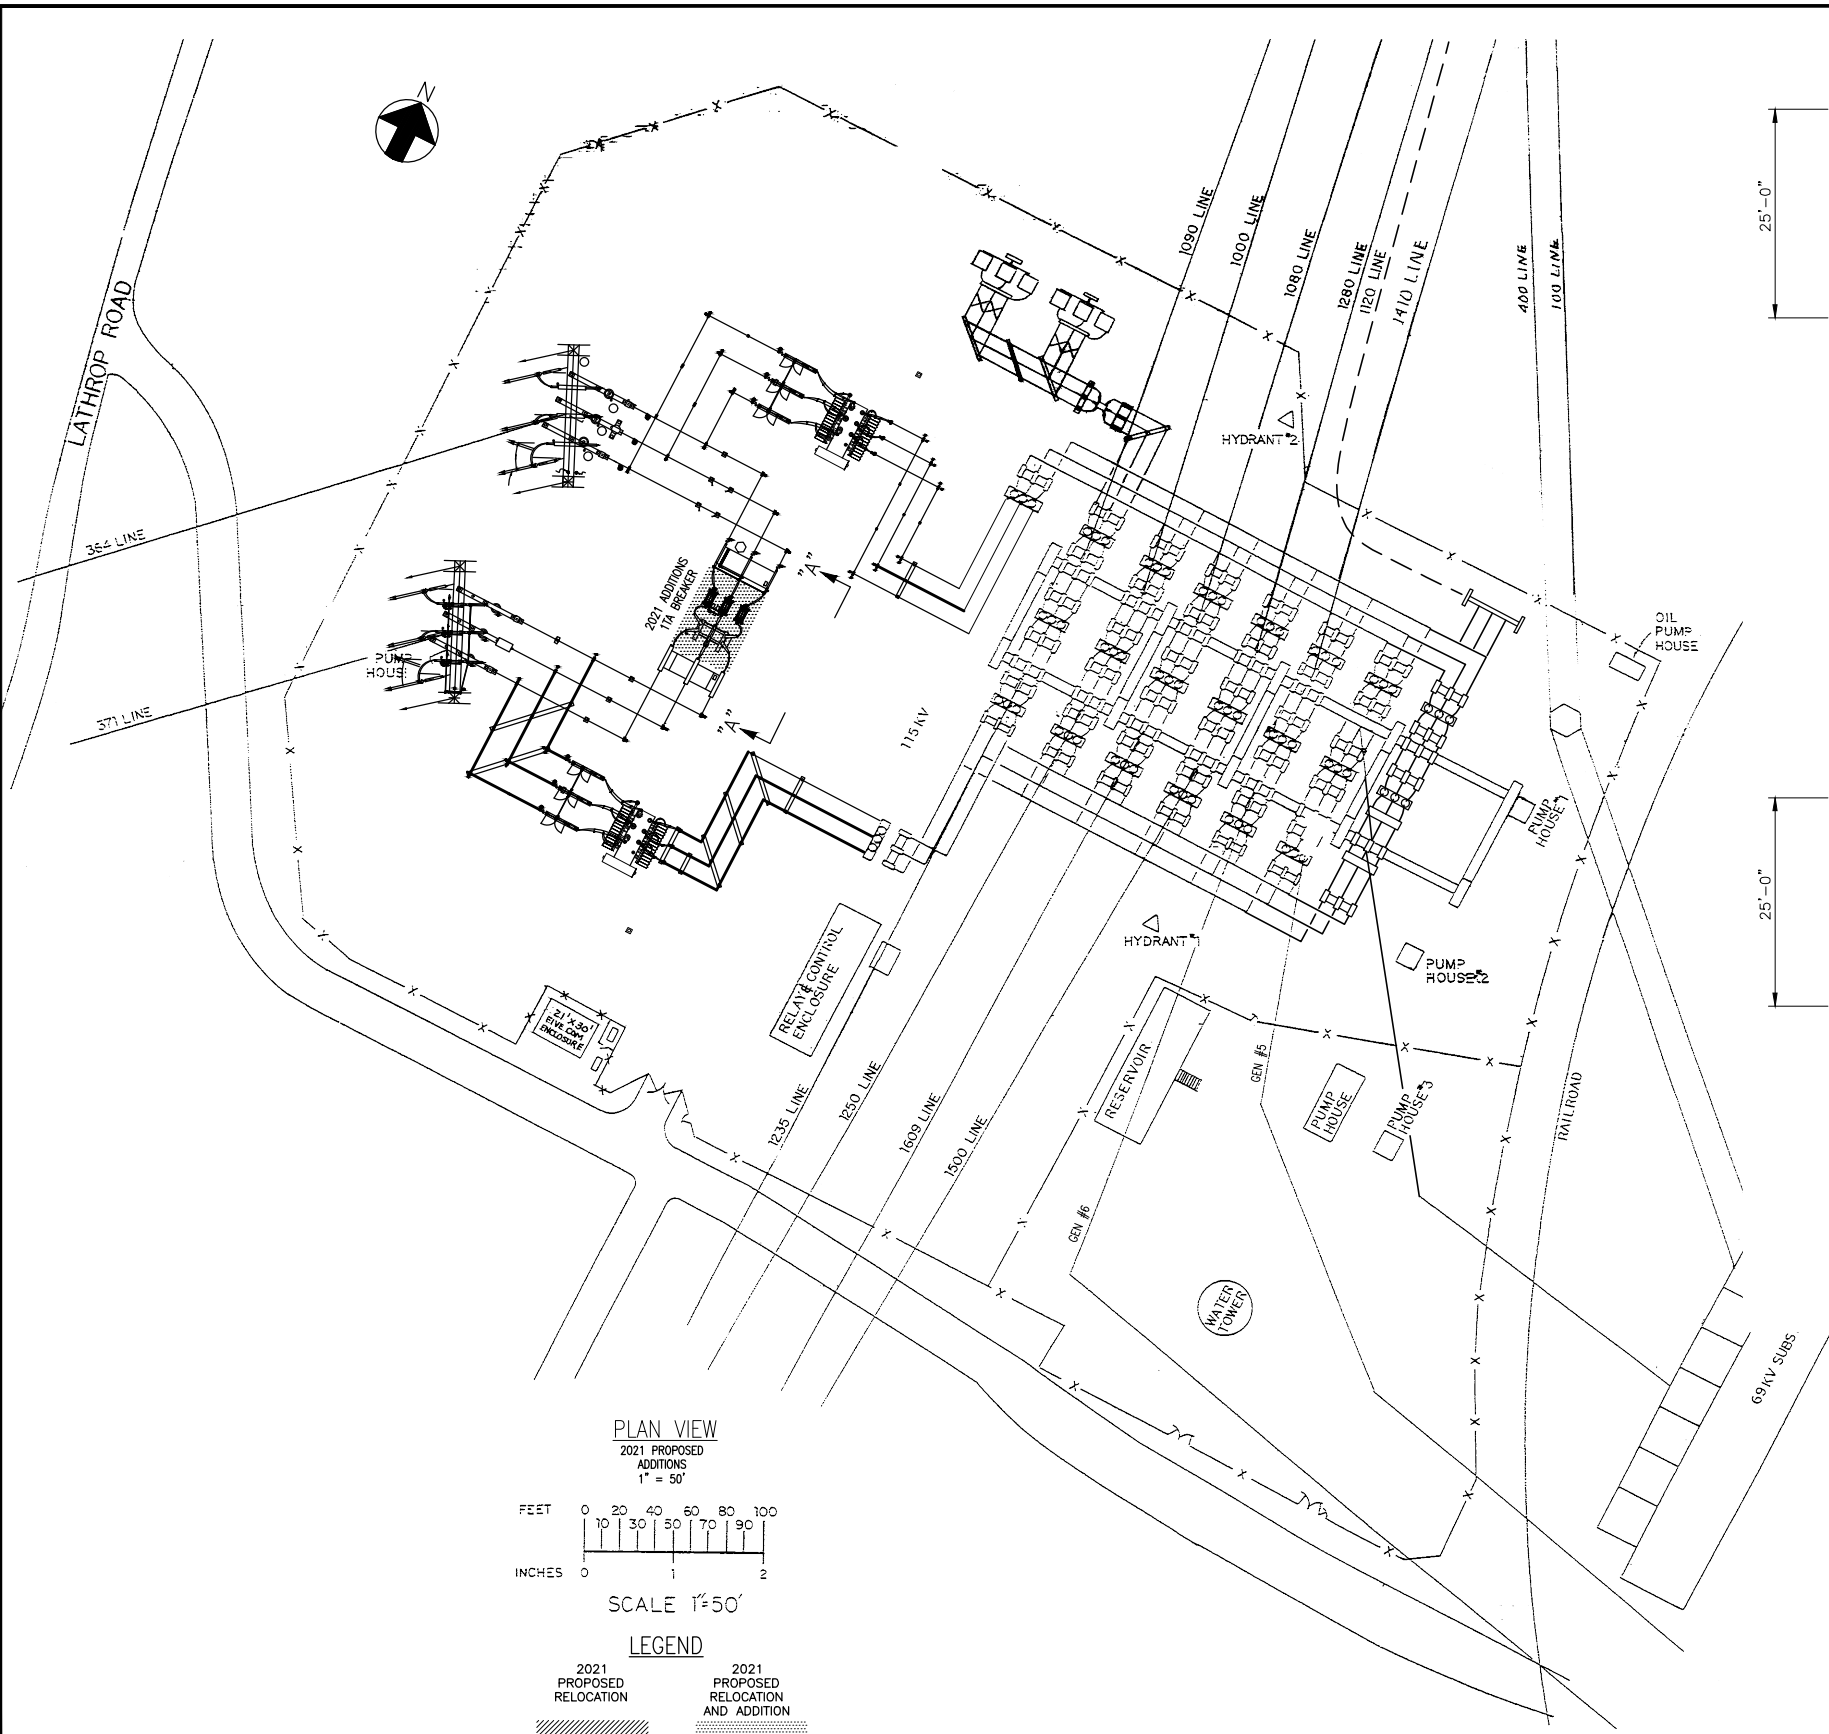 N
LATHROP ROAD
364 LINE
371 LINE
PUMP
HOUSE
2021 ADDITIONS
1TA
BREAKER
"A"
"A"
115KV
1090 LINE
1000 LINE
1080 LINE
1280 LINE
1120 LINE
1410 LINE
400 LINE
100 LINE
25'-0"
25'-0"
HYDRANT #2
OIL
PUMP
HOUSE
PUMP
HOUSE #1
HYDRANT #1
PUMP
HOUSE #2
RELAY & CONTROL
ENCLOSURE
21' X 30'
ENCLOSURE
RESERVOIR
GEN #5
GEN #6
PUMP
HOUSE
PUMP
HOUSE #3
RAILROAD
1235 LINE
1250 LINE
1609 LINE
1500 LINE
WATER
TOWER
69KV SUBS.
PLAN VIEW
2021 PROPOSED
ADDITIONS
1" = 50'
FEET 0 10 20 30 40 50 60 70 80 90 100
INCHES 0 1 2
SCALE 1"=50'
LEGEND
2021
PROPOSED
RELOCATION
2021
PROPOSED
RELOCATION
AND ADDITION